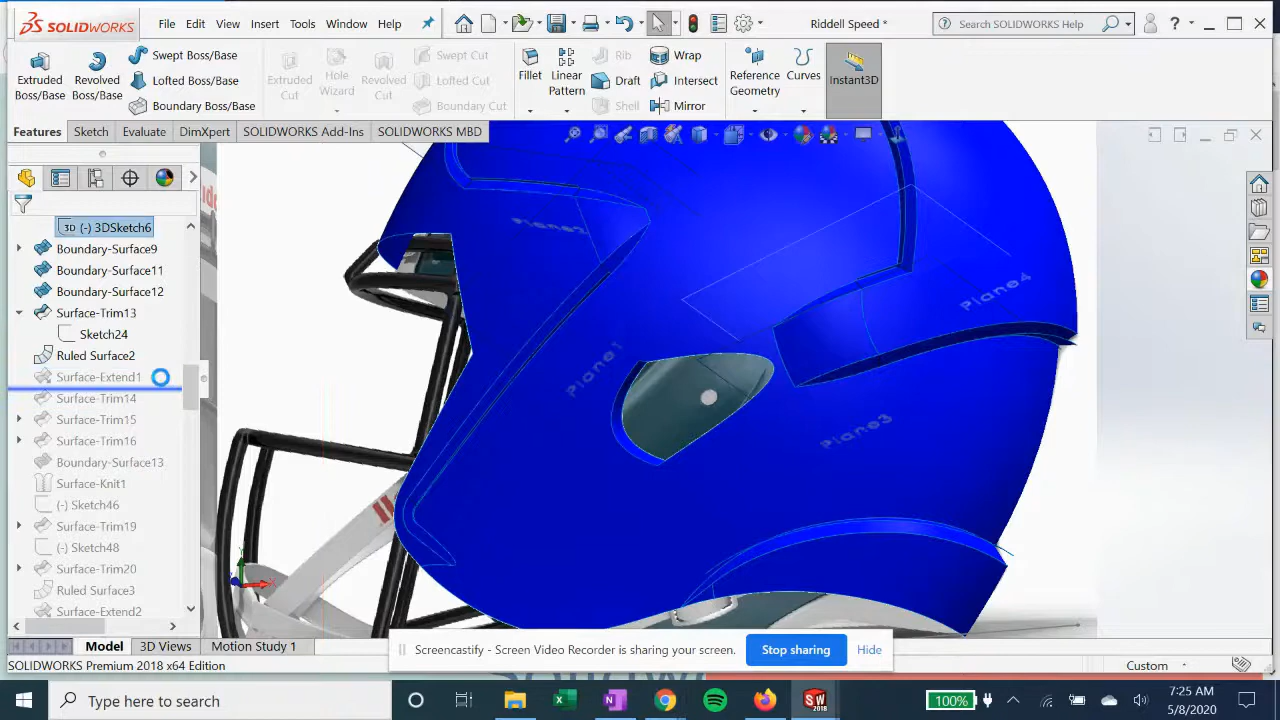 SOLIDWORKS File Edit View Insert Tools Window Help Riddell Speed * Search SOLIDWORKS Help ?
Extruded Boss/Base
Revolved Boss/Base
Swept Boss/Base
Lofted Boss/Base
Boundary Boss/Base
Extruded Cut
Hole Wizard
Revolved Cut
Swept Cut
Lofted Cut
Boundary Cut
Fillet
Linear Pattern
Rib
Draft
Shell
Wrap
Intersect
Mirror
Reference Geometry
Curves
Instant3D
Features Sketch Evaluate DimXpert SOLIDWORKS Add-Ins SOLIDWORKS MBD
3D (-) 3DSketch6
Boundary-Surface9
Boundary-Surface11
Boundary-Surface12
Surface-Trim13
Sketch24
Ruled Surface2
Surface-Extend1
Surface-Trim14
Surface-Trim15
Surface-Trim16
Boundary-Surface13
Surface-Knit1
(-) Sketch46
Surface-Trim19
(-) Sketch48
Surface-Trim20
Ruled Surface3
Surface-Extend2
Plane2
Plane4
Plane1
Plane3
Model 3D Views Motion Study 1
Screencastify - Screen Video Recorder is sharing your screen. Stop sharing Hide
Custom
Type here to search
100%
7:25 AM
5/8/2020